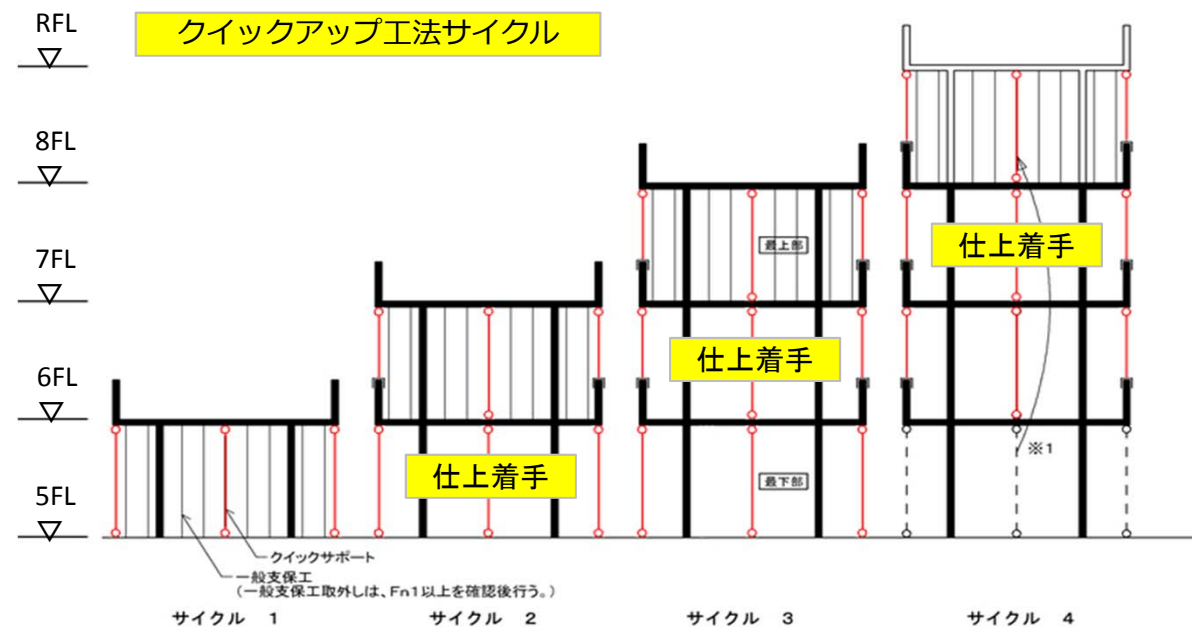 クイックアップ工法サイクル
RFL
8FL
7FL
6FL
5FL
最上部
仕上着手
仕上着手
仕上着手
最下部
※1
クイックサポート
一般支保工
(一般支保工取外しは、Fn1以上を確認後行う。)
サイクル 1
サイクル 2
サイクル 3
サイクル 4